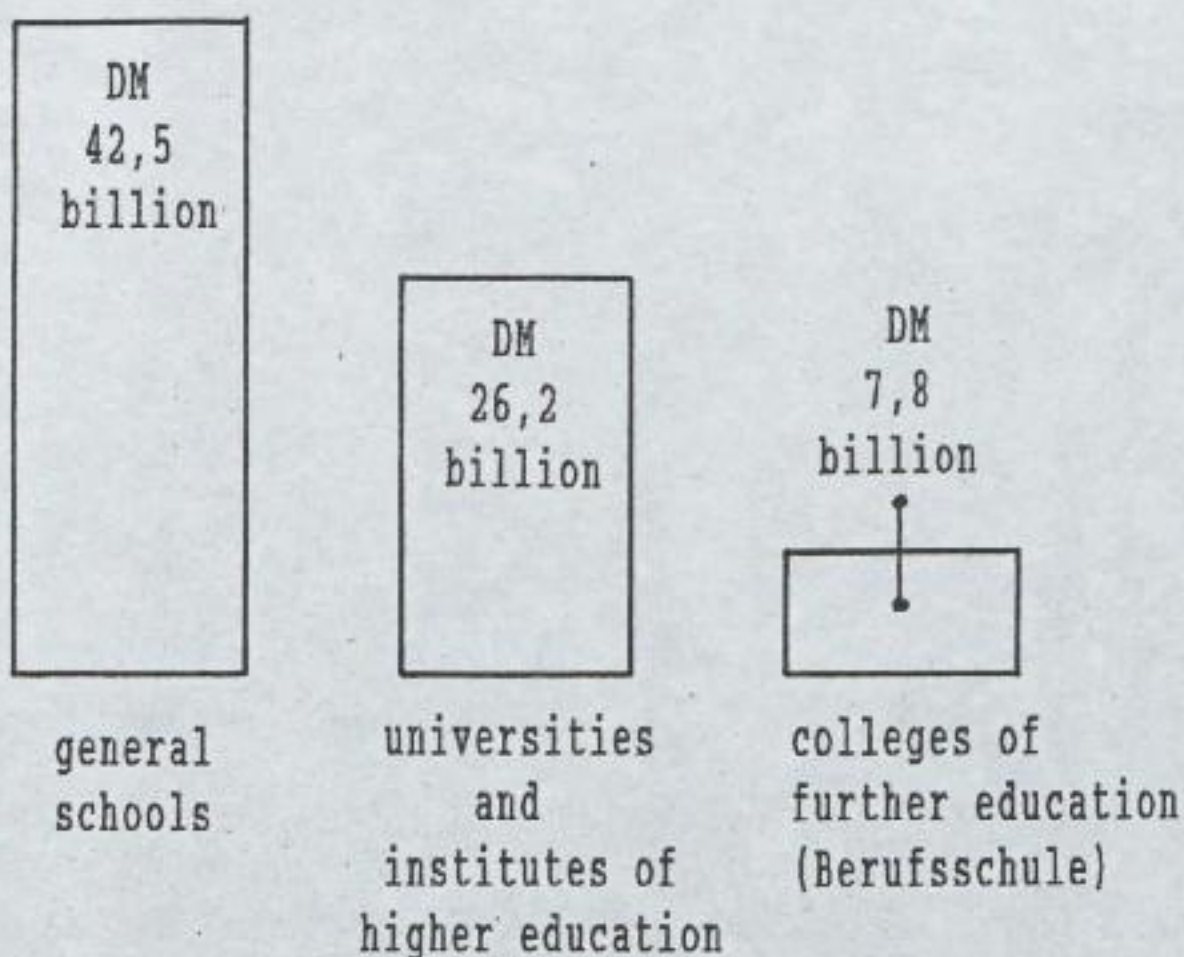 DM
42,5
billion
DM
26,2
billion
DM
7,8
billion
general
schools
universities
and
institutes of
higher education
colleges of
further education
(Berufsschule)